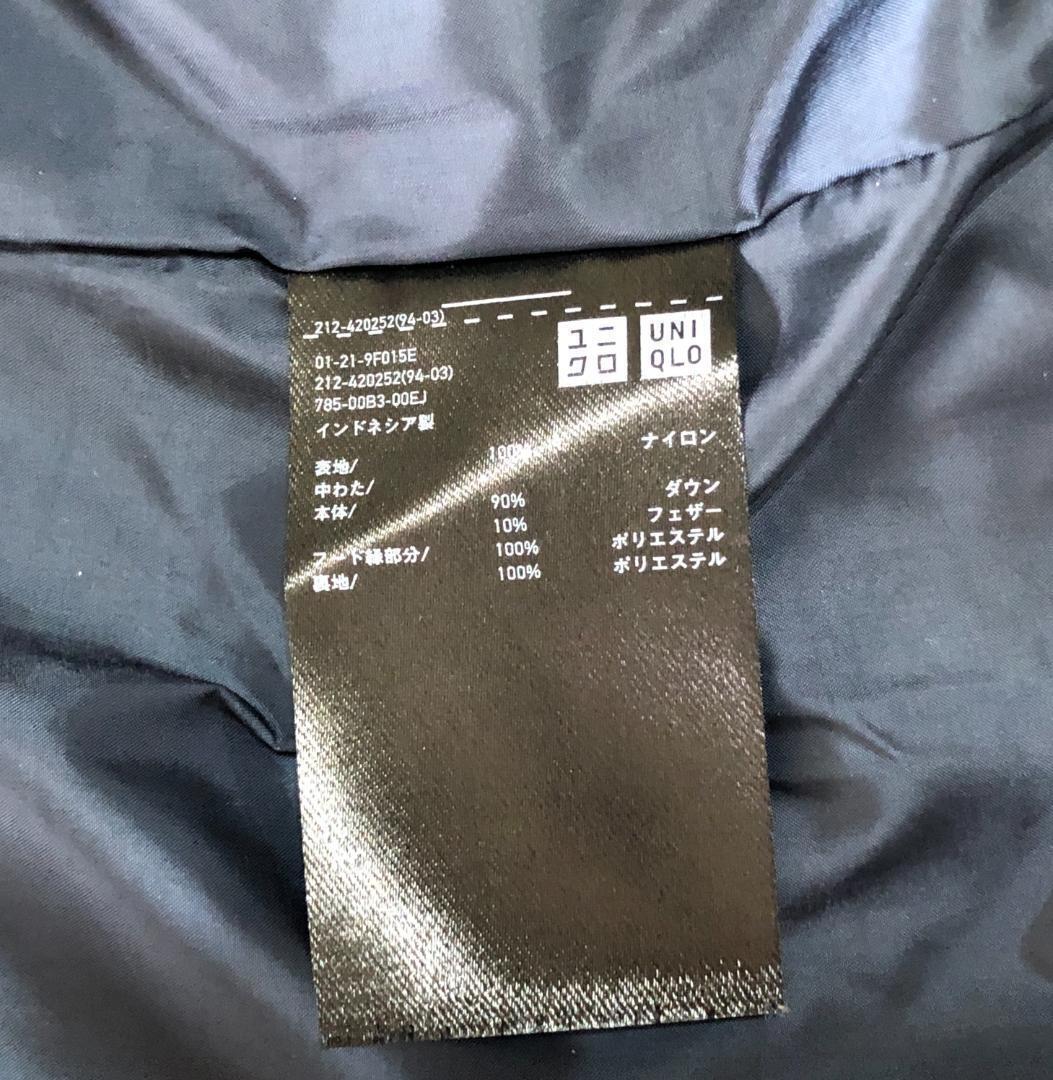 212-420252(94-03)
ユニ
クロ
UNI
QLO
01-21-9F015E
212-420252(94-03)
785-00B3-00EJ
インドネシア製
表地/ 100% ナイロン
中わた/
本体/ 90% ダウン
10% フェザー
フード縁部分/ 100% ポリエステル
裏地/ 100% ポリエステル